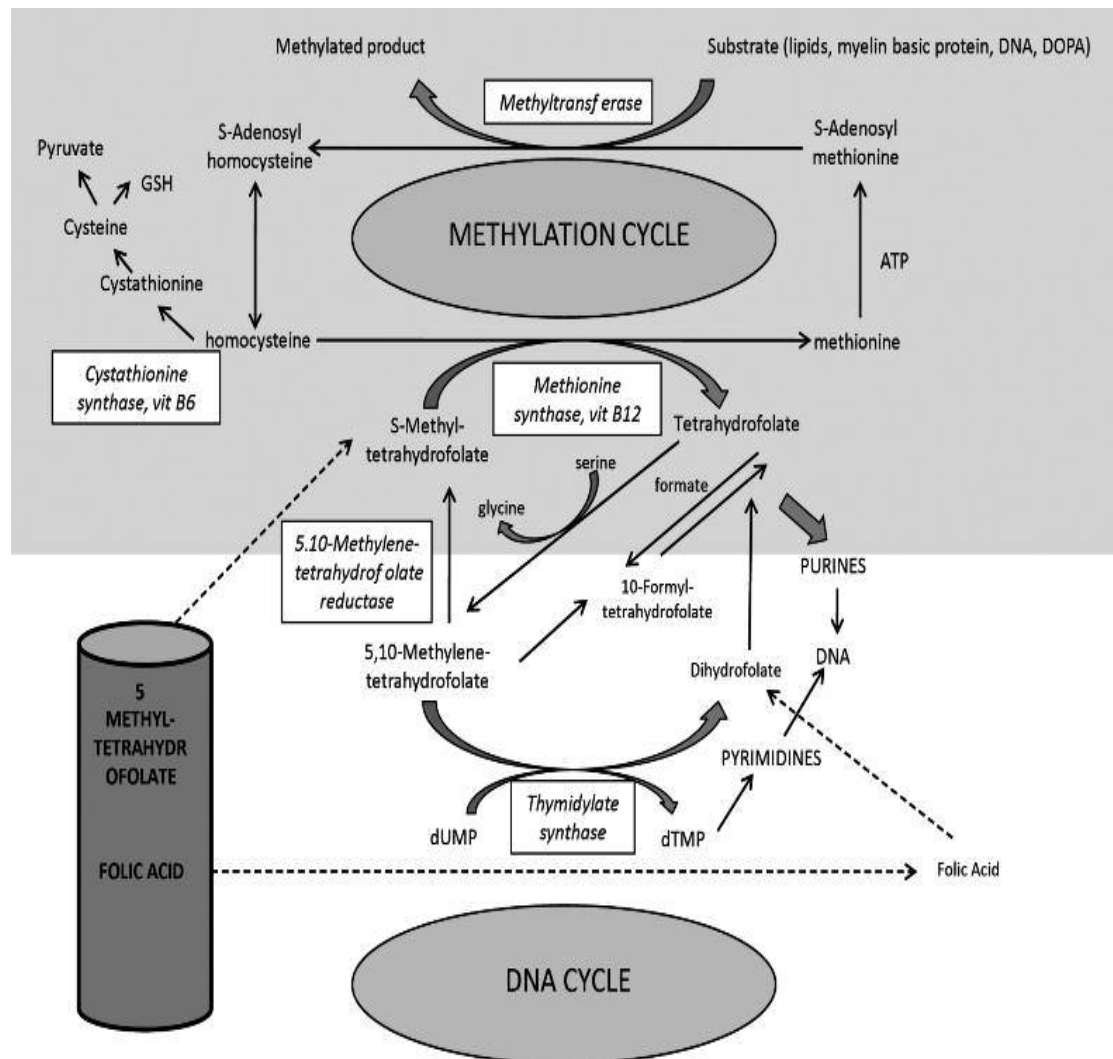 Methylated product
Substrate (lipids, myelin basic protein, DNA, DOPA)
Methyltransf erase
S-Adenosyl
homocysteine
S-Adenosyl
methionine
Pyruvate
GSH
Cysteine
METHYLATION CYCLE
ATP
Cystathionine
homocysteine
methionine
Cystathionine
synthase, vit B6
Methionine
synthase, vit B12
S-Methyl-
tetrahydrofolate
Tetrahydrofolate
serine
formate
glycine
5.10-Methylene-
tetrahydrof olate
reductase
PURINES
10-Formyl-
tetrahydrofolate
5,10-Methylene-
tetrahydrofolate
Dihydrofolate
DNA
5
METHYL-
TETRAHYDR
OFOLATE
PYRIMIDINES
Thymidylate
synthase
dUMP
dTMP
FOLIC ACID
Folic Acid
DNA CYCLE